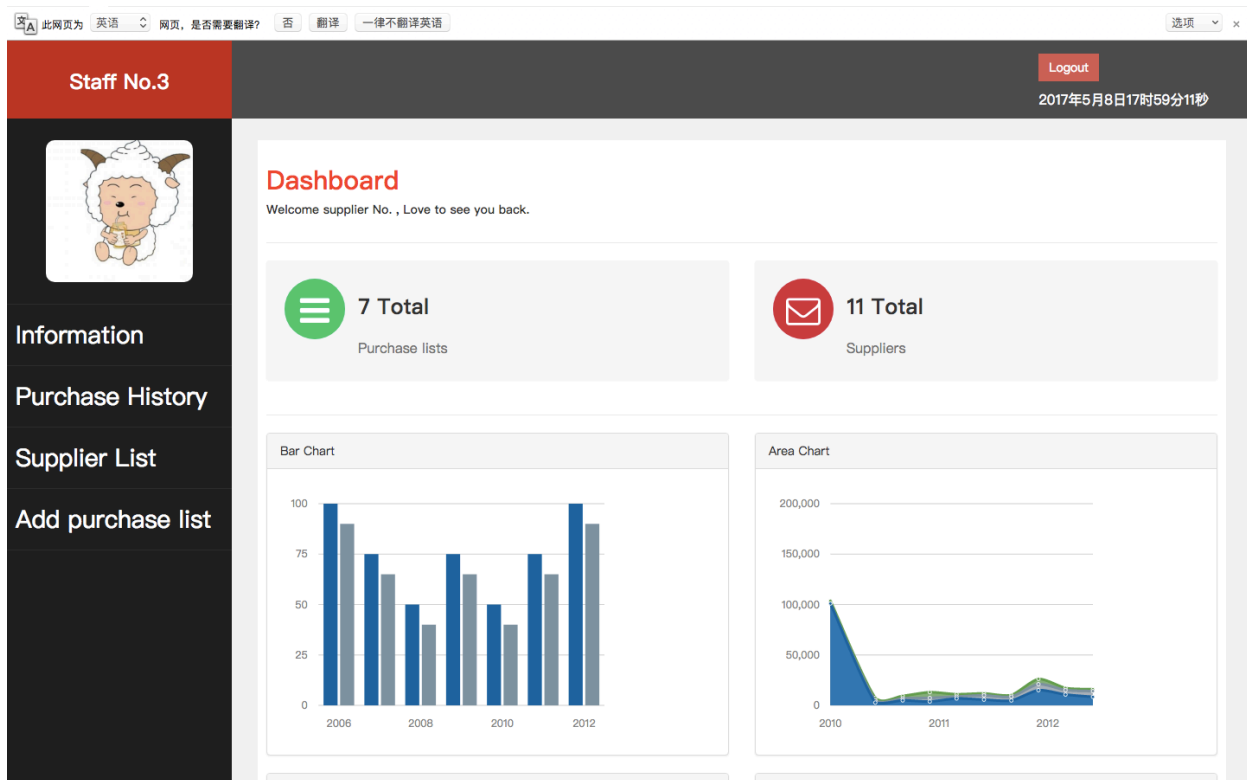 此网页为 英语 网页，是否需要翻译? 否 翻译 一律不翻译英语 选项
Staff No.3
Logout
2017年5月8日17时59分11秒
Information
Purchase History
Supplier List
Add purchase list
Dashboard
Welcome supplier No. , Love to see you back.
7 Total
Purchase lists
11 Total
Suppliers
Bar Chart
100
75
50
25
0
2006 2008 2010 2012
Area Chart
200,000
150,000
100,000
50,000
0
2010 2011 2012